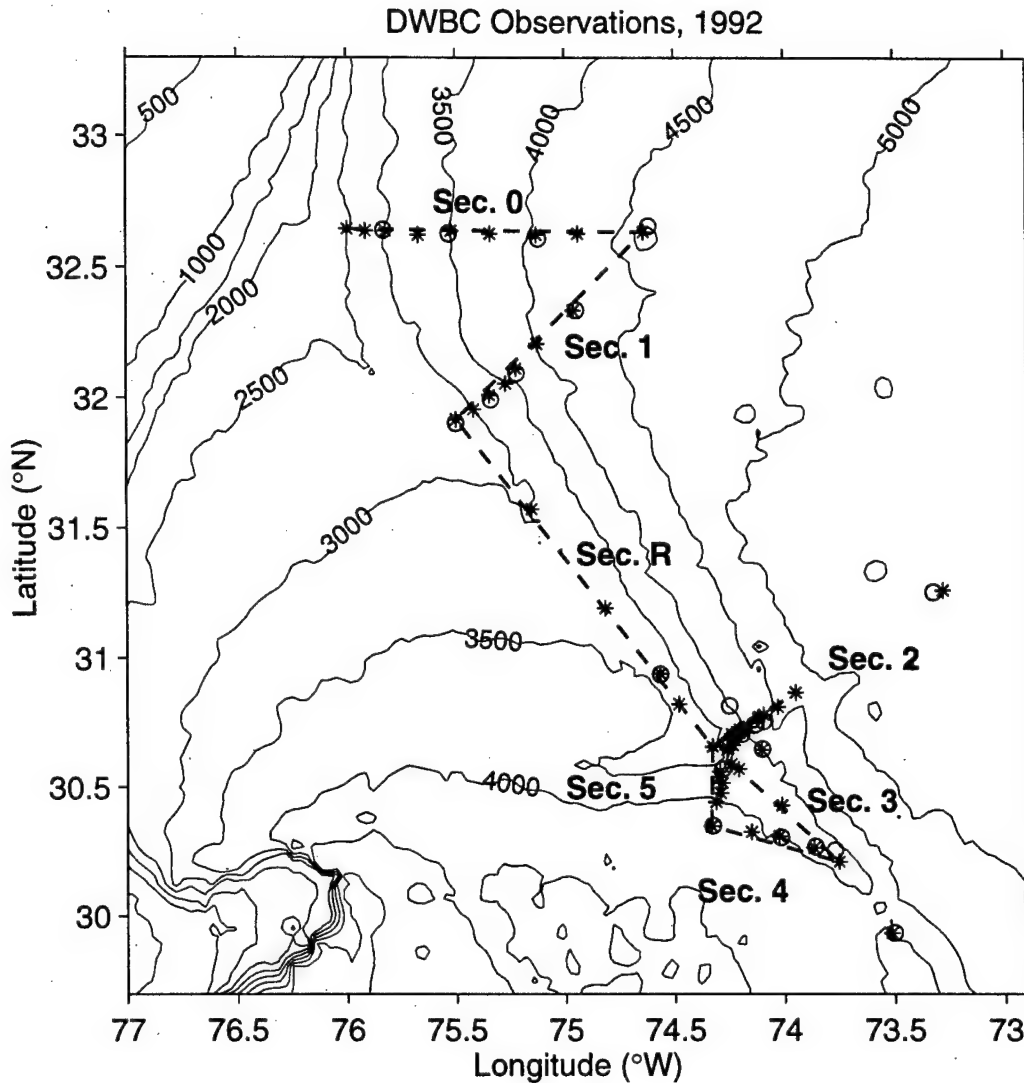 DWBC Observations, 1992
500
3500
4000
4500
5000
33
Sec. 0
1000
32.5
2000
Sec. 1
2500
32
Latitude (°N)
31.5
3000
Sec. R
31
3500
Sec. 2
30.5
4000
Sec. 5
Sec. 3
30
Sec. 4
77
76.5
76
75.5
75
74.5
74
73.5
73
Longitude (°W)